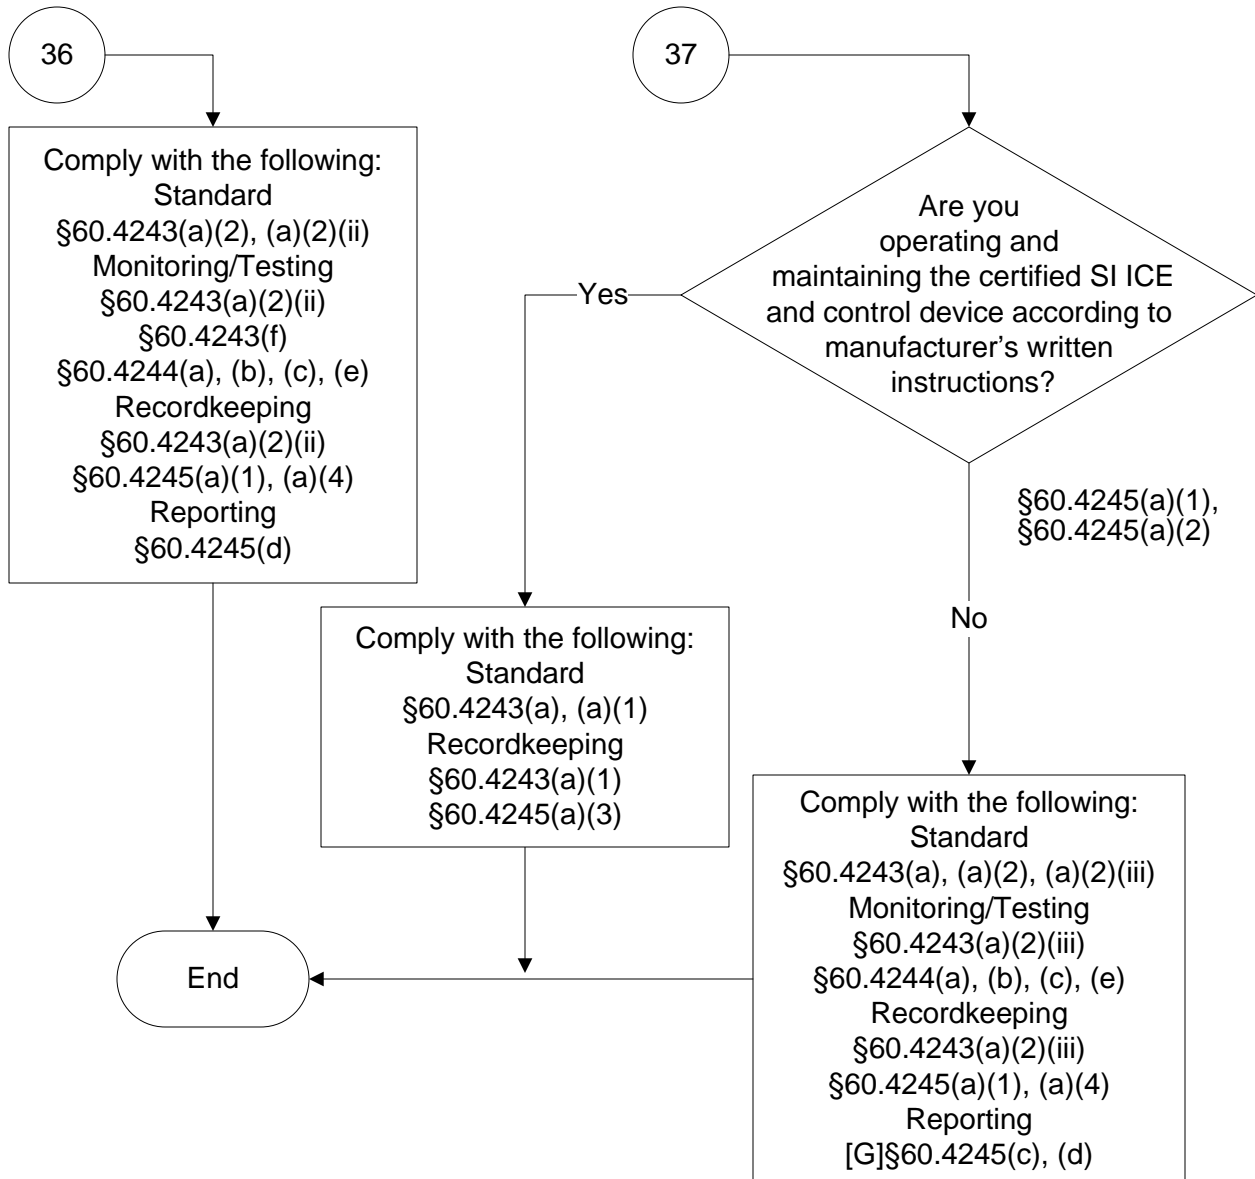 36
Comply with the following:
Standard
§60.4243(a)(2), (a)(2)(ii)
Monitoring/Testing
§60.4243(a)(2)(ii)
§60.4243(f)
§60.4244(a), (b), (c), (e)
Recordkeeping
§60.4243(a)(2)(ii)
§60.4245(a)(1), (a)(4)
Reporting
§60.4245(d)
37
Are you
operating and
maintaining the certified SI ICE
and control device according to
manufacturer's written
instructions?
Yes
§60.4245(a)(1),
§60.4245(a)(2)
No
Comply with the following:
Standard
§60.4243(a), (a)(1)
Recordkeeping
§60.4243(a)(1)
§60.4245(a)(3)
Comply with the following:
Standard
§60.4243(a), (a)(2), (a)(2)(iii)
Monitoring/Testing
§60.4243(a)(2)(iii)
§60.4244(a), (b), (c), (e)
Recordkeeping
§60.4243(a)(2)(iii)
§60.4245(a)(1), (a)(4)
Reporting
[G]§60.4245(c), (d)
End